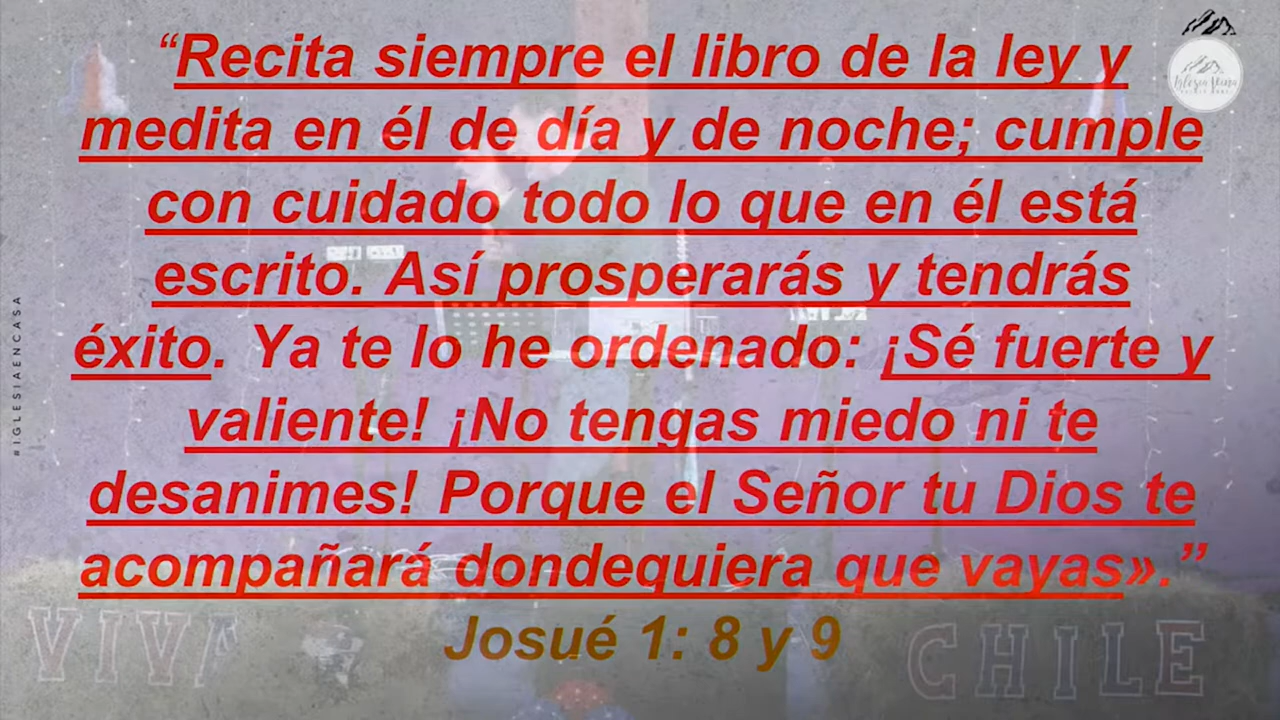 “Recita siempre el libro de la ley y
medita en él de día y de noche; cumple
con cuidado todo lo que en él está
escrito. Así prosperarás y tendrás
éxito. Ya te lo he ordenado: ¡Sé fuerte y
valiente! ¡No tengas miedo ni te
desanimes! Porque el Señor tu Dios te
acompañará dondequiera que vayas».”
Josué 1: 8 y 9
VIVA CHILE
#IGLESIAENCASA
Iglesia